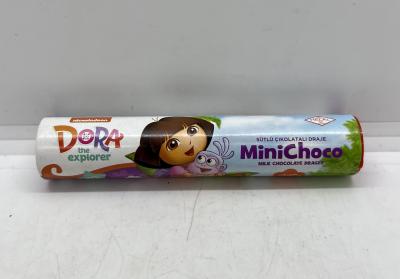 nickelodeon
DORA
the
explorer
SÜTLÜ ÇİKOLATALI DRAJE
MiniChoco
MILK CHOCOLATE DRAGEE